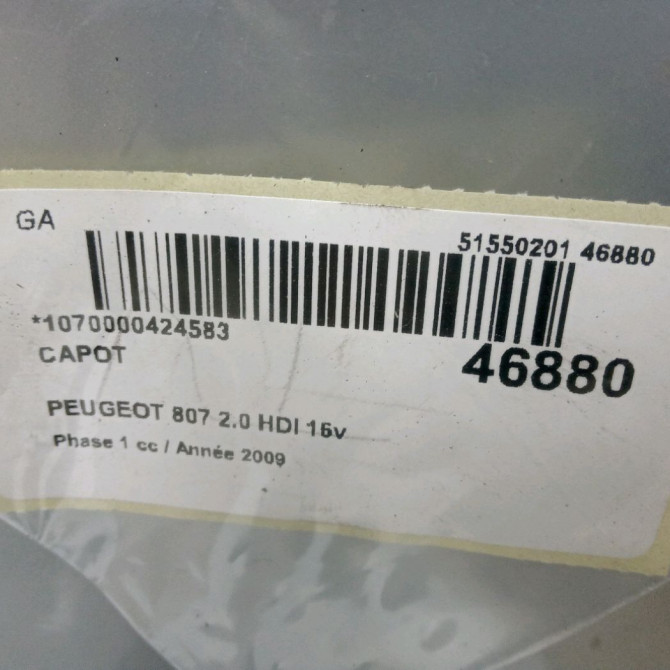 GA
51550201 46880
*1070000424583
46880
CAPOT
PEUGEOT 807 2.0 HDI 16v
Phase 1 cc / Année 2009